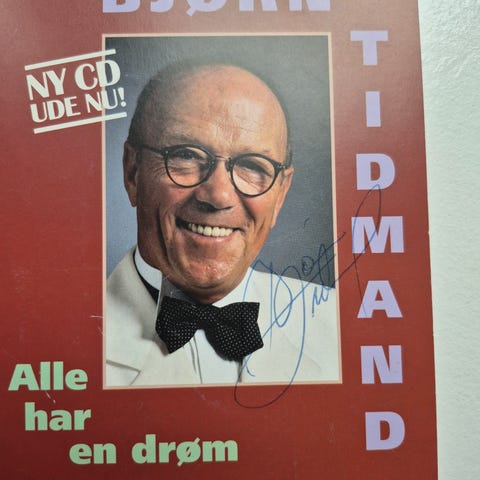 BJØRN
TIDMAND
NY CD
UDE NU!
Alle
har
en drøm